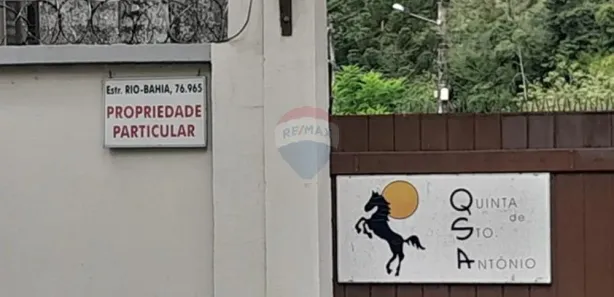 Estr. RIO-BAHIA, 76.965
PROPRIEDADE
PARTICULAR
RE/MAX
QUINTA
de
STO.
ANTÔNIO